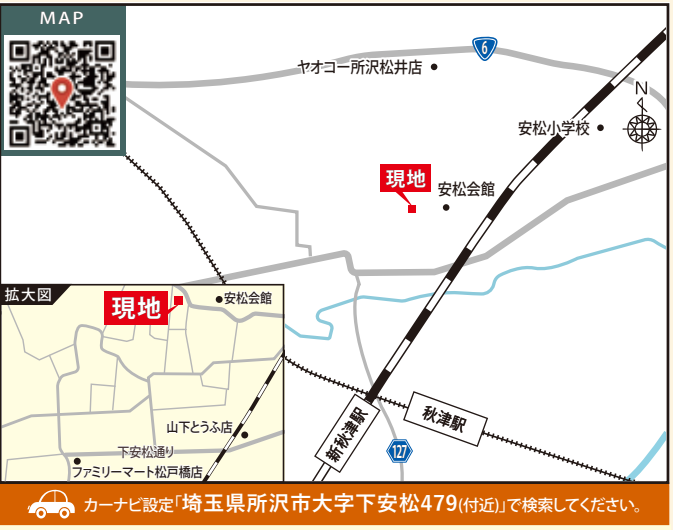 MAP
6
ヤオコー所沢松井店
N
安松小学校
現地
安松会館
拡大図
現地
安松会館
山下とうふ店
下安松通り
ファミリーマート松戸橋店
新秋津駅
秋津駅
127
カーナビ設定「埼玉県所沢市大字下安松479(付近)」で検索してください。